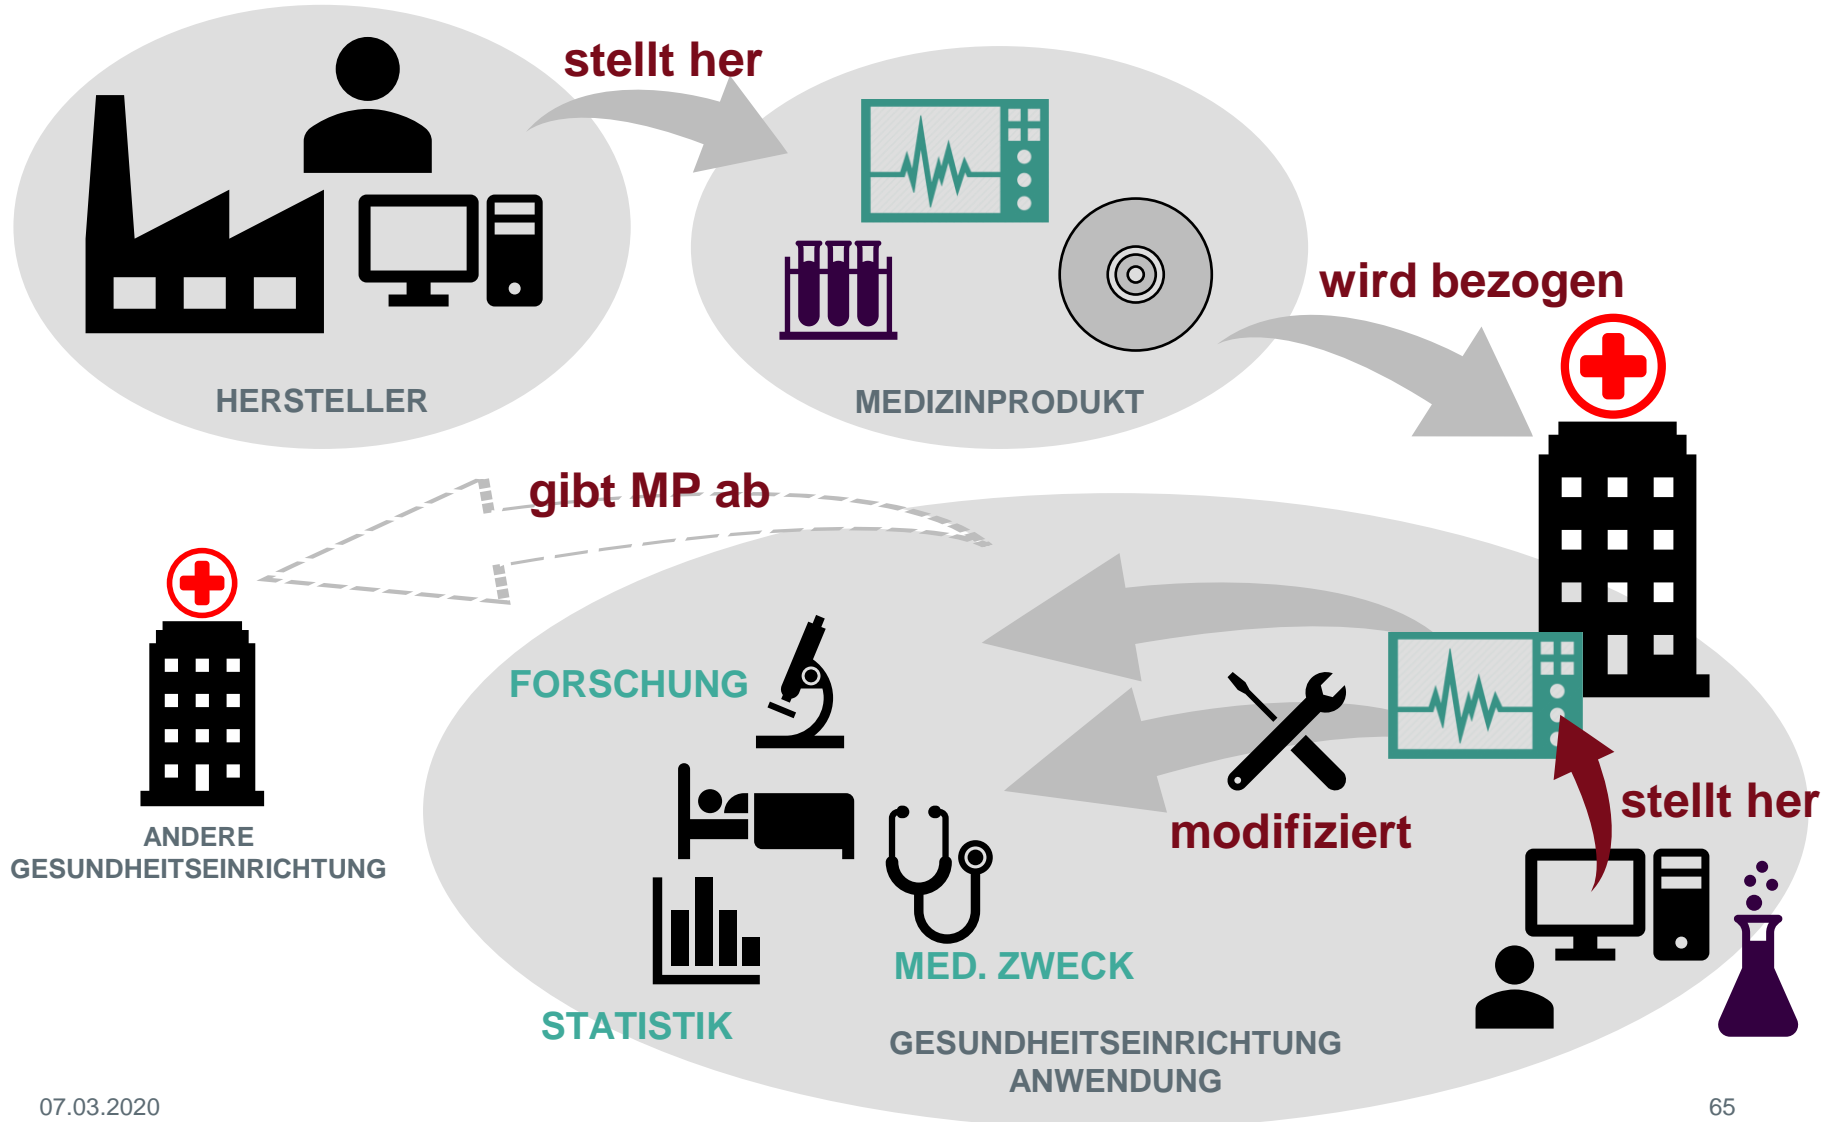 stellt her
HERSTELLER
MEDIZINPRODUKT
wird bezogen
gibt MP ab
ANDERE
GESUNDHEITSEINRICHTUNG
FORSCHUNG
modifiziert
stellt her
MED. ZWECK
STATISTIK
GESUNDHEITSEINRICHTUNG
ANWENDUNG
07.03.2020
65